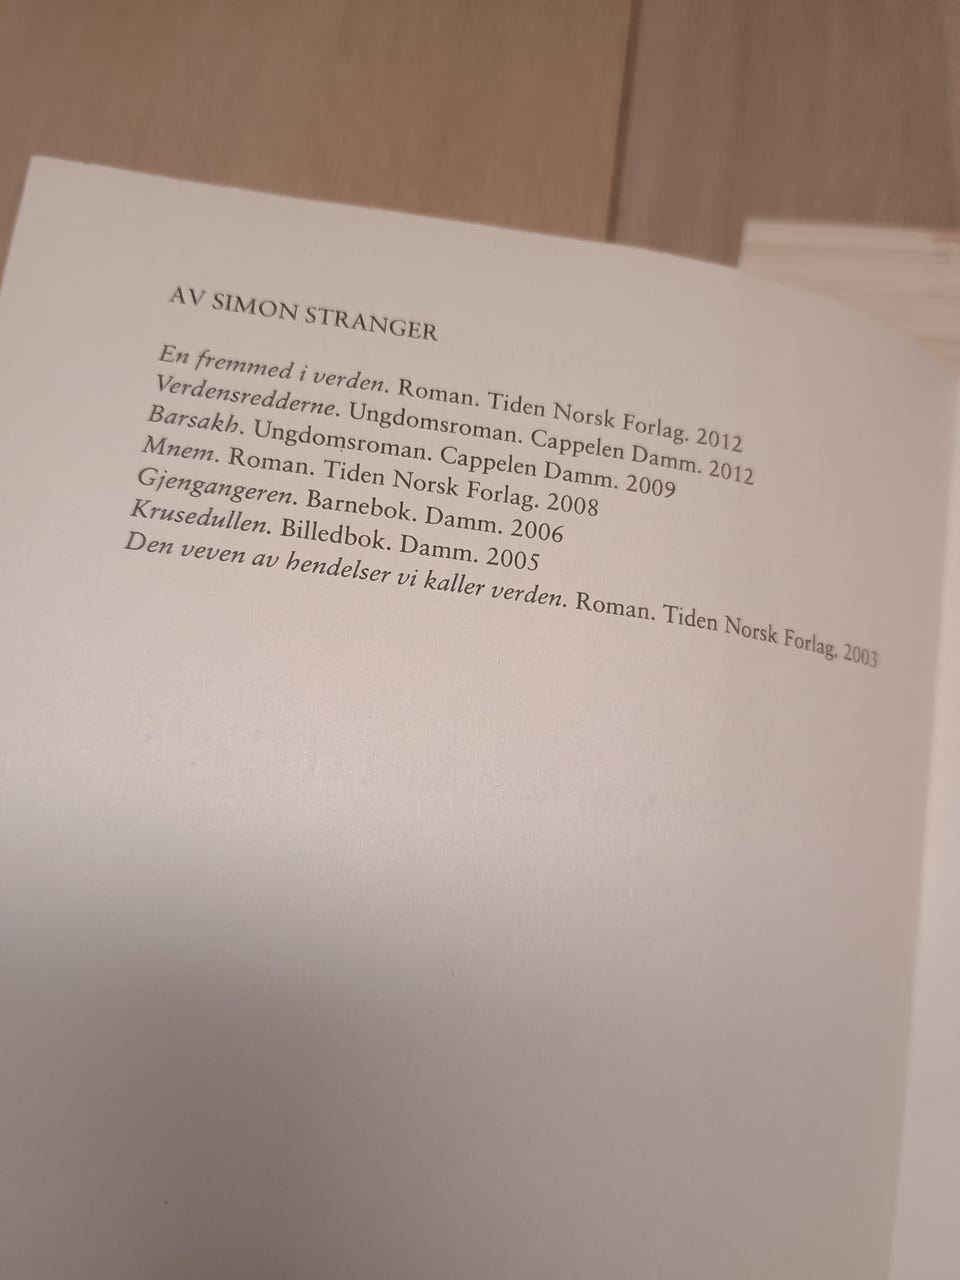 AV SIMON STRANGER
En fremmed i verden. Roman. Tiden Norsk Forlag. 2012
Verdensredderne. Ungdomsroman. Cappelen Damm. 2012
Barsakh. Ungdomsroman. Cappelen Damm. 2009
Mnem. Roman. Tiden Norsk Forlag. 2008
Gjengangeren. Barnebok. Damm. 2006
Krusedullen. Billedbok. Damm. 2005
Den veven av hendelser vi kaller verden. Roman. Tiden Norsk Forlag. 2003